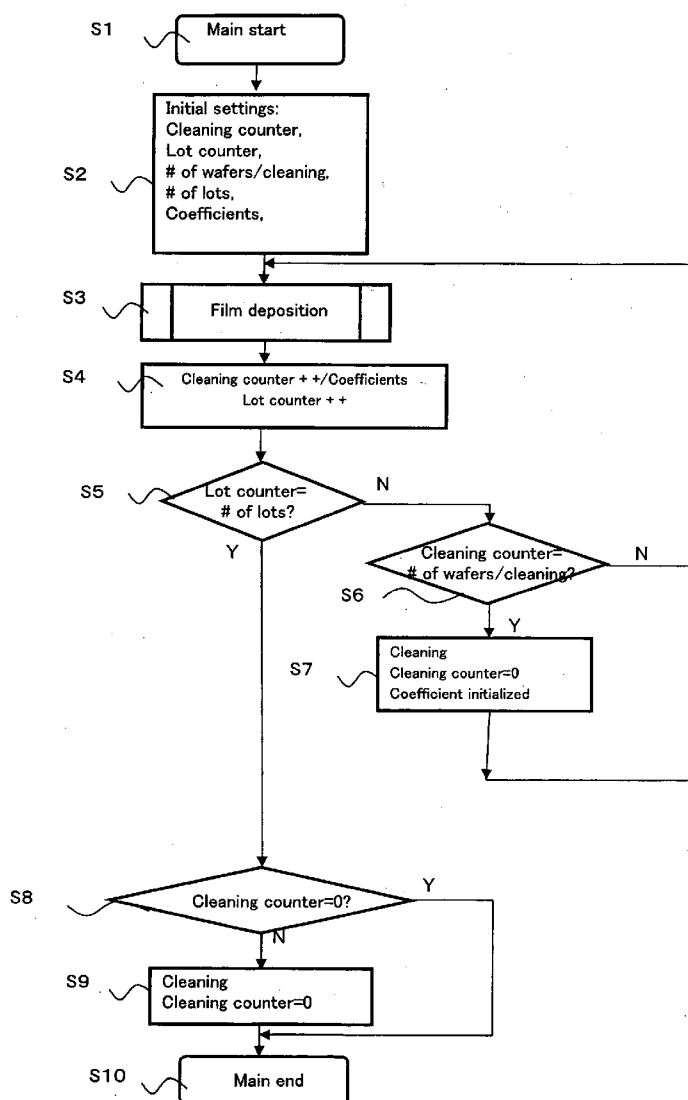 S1
Main start
Initial settings:
Cleaning counter,
Lot counter,
# of wafers/cleaning,
# of lots,
Coefficients,
S2
S3
Film deposition
S4
Cleaning counter + +/Coefficients
Lot counter + +
S5
Lot counter=
# of lots?
N
Y
Cleaning counter=
# of wafers/cleaning?
N
S6
Y
S7
Cleaning
Cleaning counter=0
Coefficient initialized
S8
Cleaning counter=0?
Y
N
S9
Cleaning
Cleaning counter=0
S10
Main end